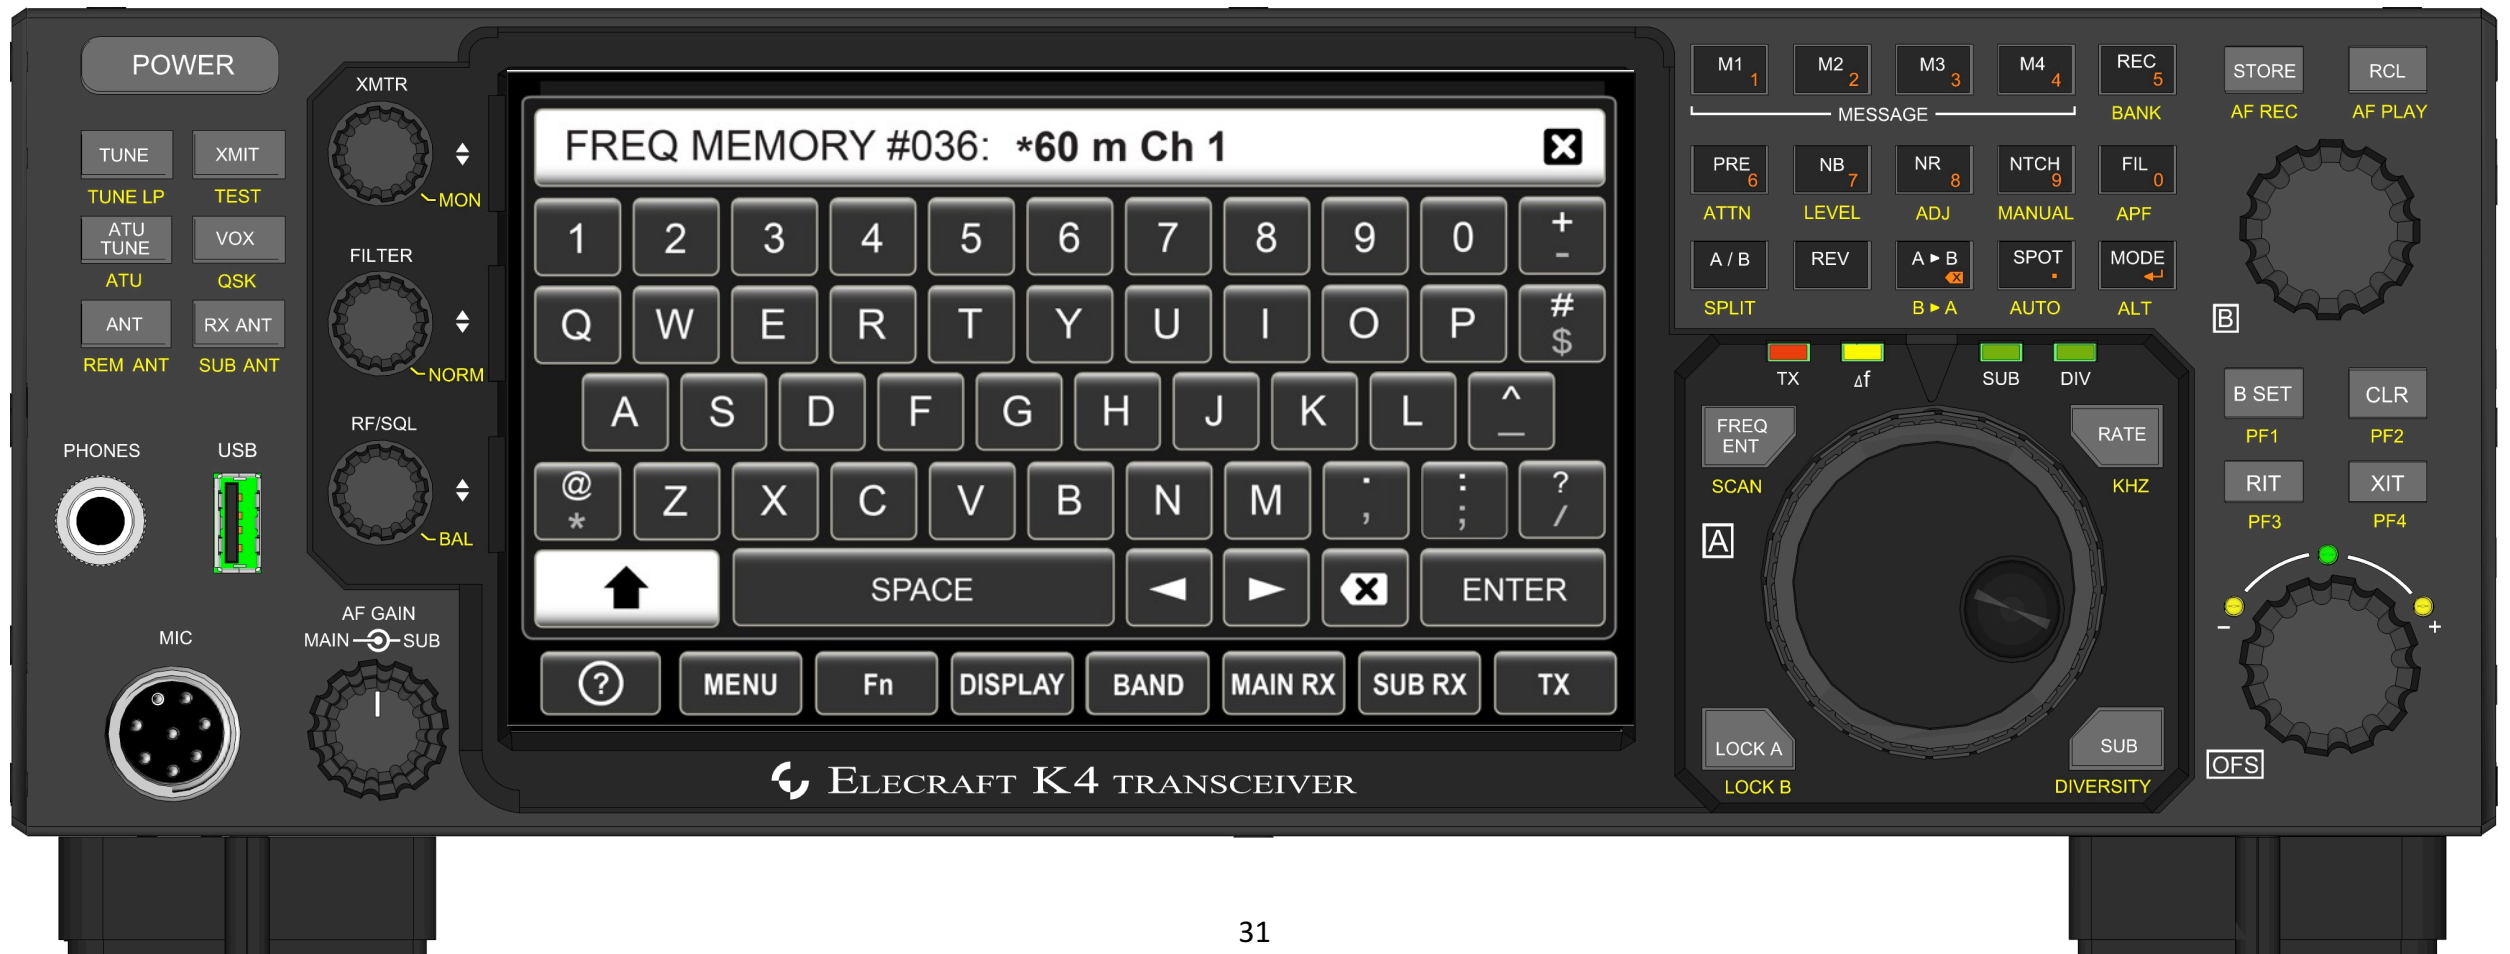 POWER
TUNE XMIT
TUNE LP TEST
ATU TUNE VOX
ATU QSK
ANT RX ANT
REM ANT SUB ANT
PHONES USB
MIC
XMTR
MON
FILTER
NORM
RF/SQL
BAL
AF GAIN
MAIN SUB
FREQ MEMORY #036: *60 m Ch 1
1 2 3 4 5 6 7 8 9 0 + -
Q W E R T Y U I O P # $
A S D F G H J K L ^ _
@ * Z X C V B N M . , : ; ? /
SPACE ENTER
? MENU Fn DISPLAY BAND MAIN RX SUB RX TX
ELECRAFT K4 TRANSCEIVER
M1 1 M2 2 M3 3 M4 4 REC 5
MESSAGE BANK
PRE 6 NB 7 NR 8 NTCH 9 FIL 0
ATTN LEVEL ADJ MANUAL APF
A / B REV A ► B SPOT . MODE
SPLIT B ► A AUTO ALT
TX Δf SUB DIV
FREQ ENT RATE
SCAN KHZ
A
LOCK A SUB
LOCK B DIVERSITY
STORE RCL
AF REC AF PLAY
B
B SET CLR
PF1 PF2
RIT XIT
PF3 PF4
- +
OFS
31